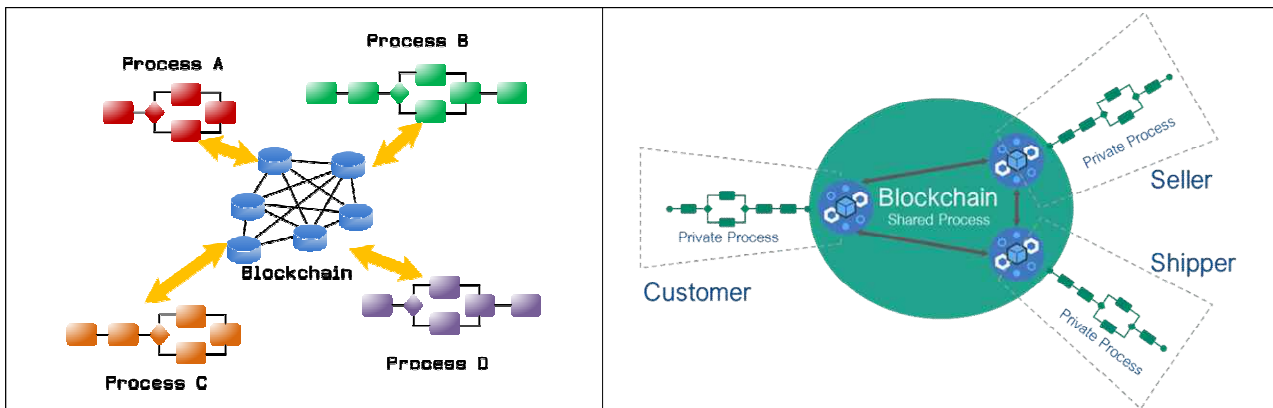 Process A
Process B
Blockchain
Process C
Process D
Blockchain
Shared Process
Private Process
Customer
Private Process
Seller
Shipper
Private Process